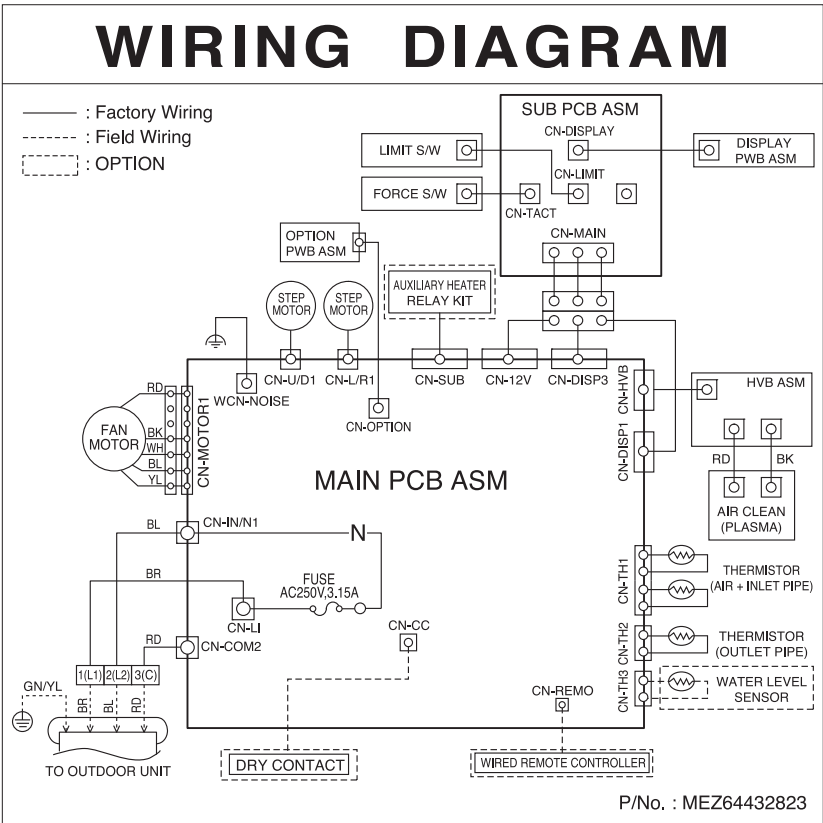 WIRING DIAGRAM
: Factory Wiring
: Field Wiring
: OPTION
SUB PCB ASM
CN-DISPLAY
LIMIT S/W
CN-LIMIT
DISPLAY
PWB ASM
FORCE S/W
CN-TACT
CN-MAIN
OPTION
PWB ASM
AUXILIARY HEATER
RELAY KIT
STEP
MOTOR
STEP
MOTOR
WCN-NOISE
CN-U/D1
CN-L/R1
CN-OPTION
CN-SUB
CN-12V
CN-DISP3
CN-HVB
CN-DISP1
HVB ASM
RD
BK
AIR CLEAN
(PLASMA)
FAN
MOTOR
RD
BK
WH
BL
YL
CN-MOTOR1
MAIN PCB ASM
BL
CN-IN/N1
N
BR
FUSE
AC250V,3.15A
CN-LI
RD
CN-COM2
CN-CC
CN-TH1
THERMISTOR
(AIR + INLET PIPE)
CN-TH2
THERMISTOR
(OUTLET PIPE)
CN-TH3
WATER LEVEL
SENSOR
CN-REMO
1(L1) 2(L2) 3(C)
GN/YL
BR
BL
RD
TO OUTDOOR UNIT
DRY CONTACT
WIRED REMOTE CONTROLLER
P/No. : MEZ64432823